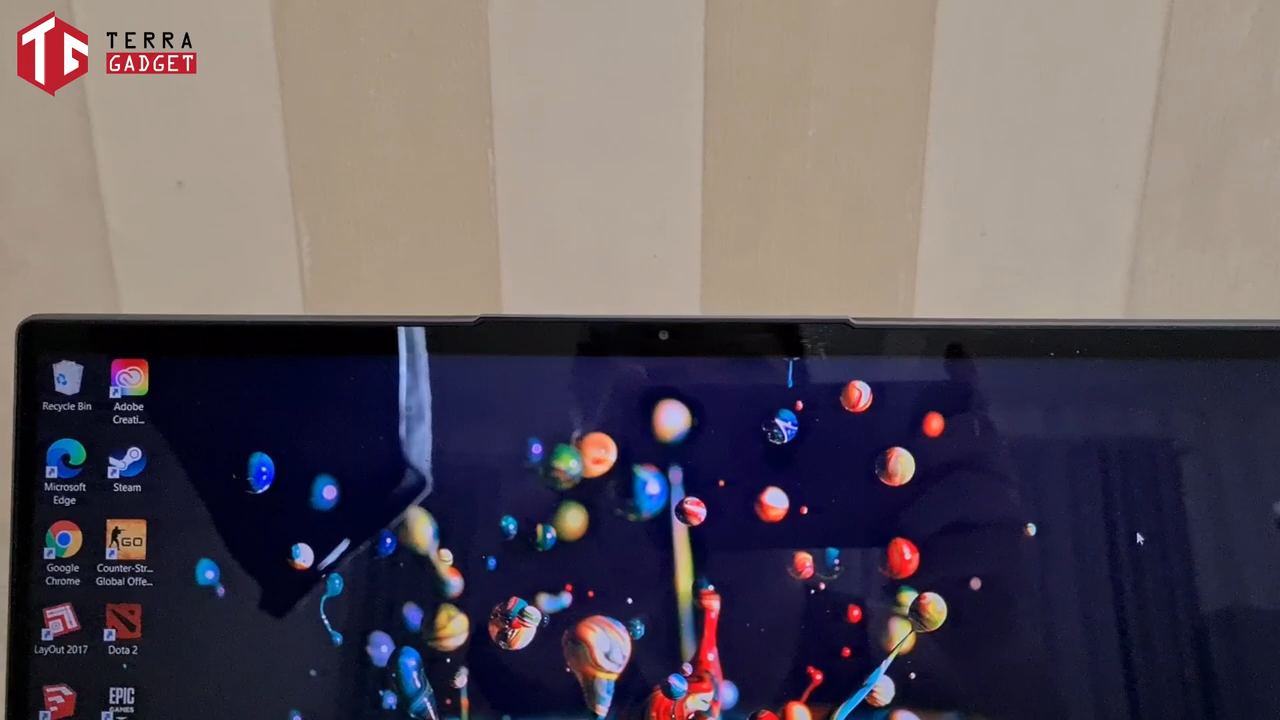 TERRA
GADGET
Recycle Bin
Adobe
Creati...
Microsoft
Edge
Steam
Google
Chrome
GO
Counter-Str...
Global Offe...
LayOut 2017
Dota 2
EPIC
GAMES